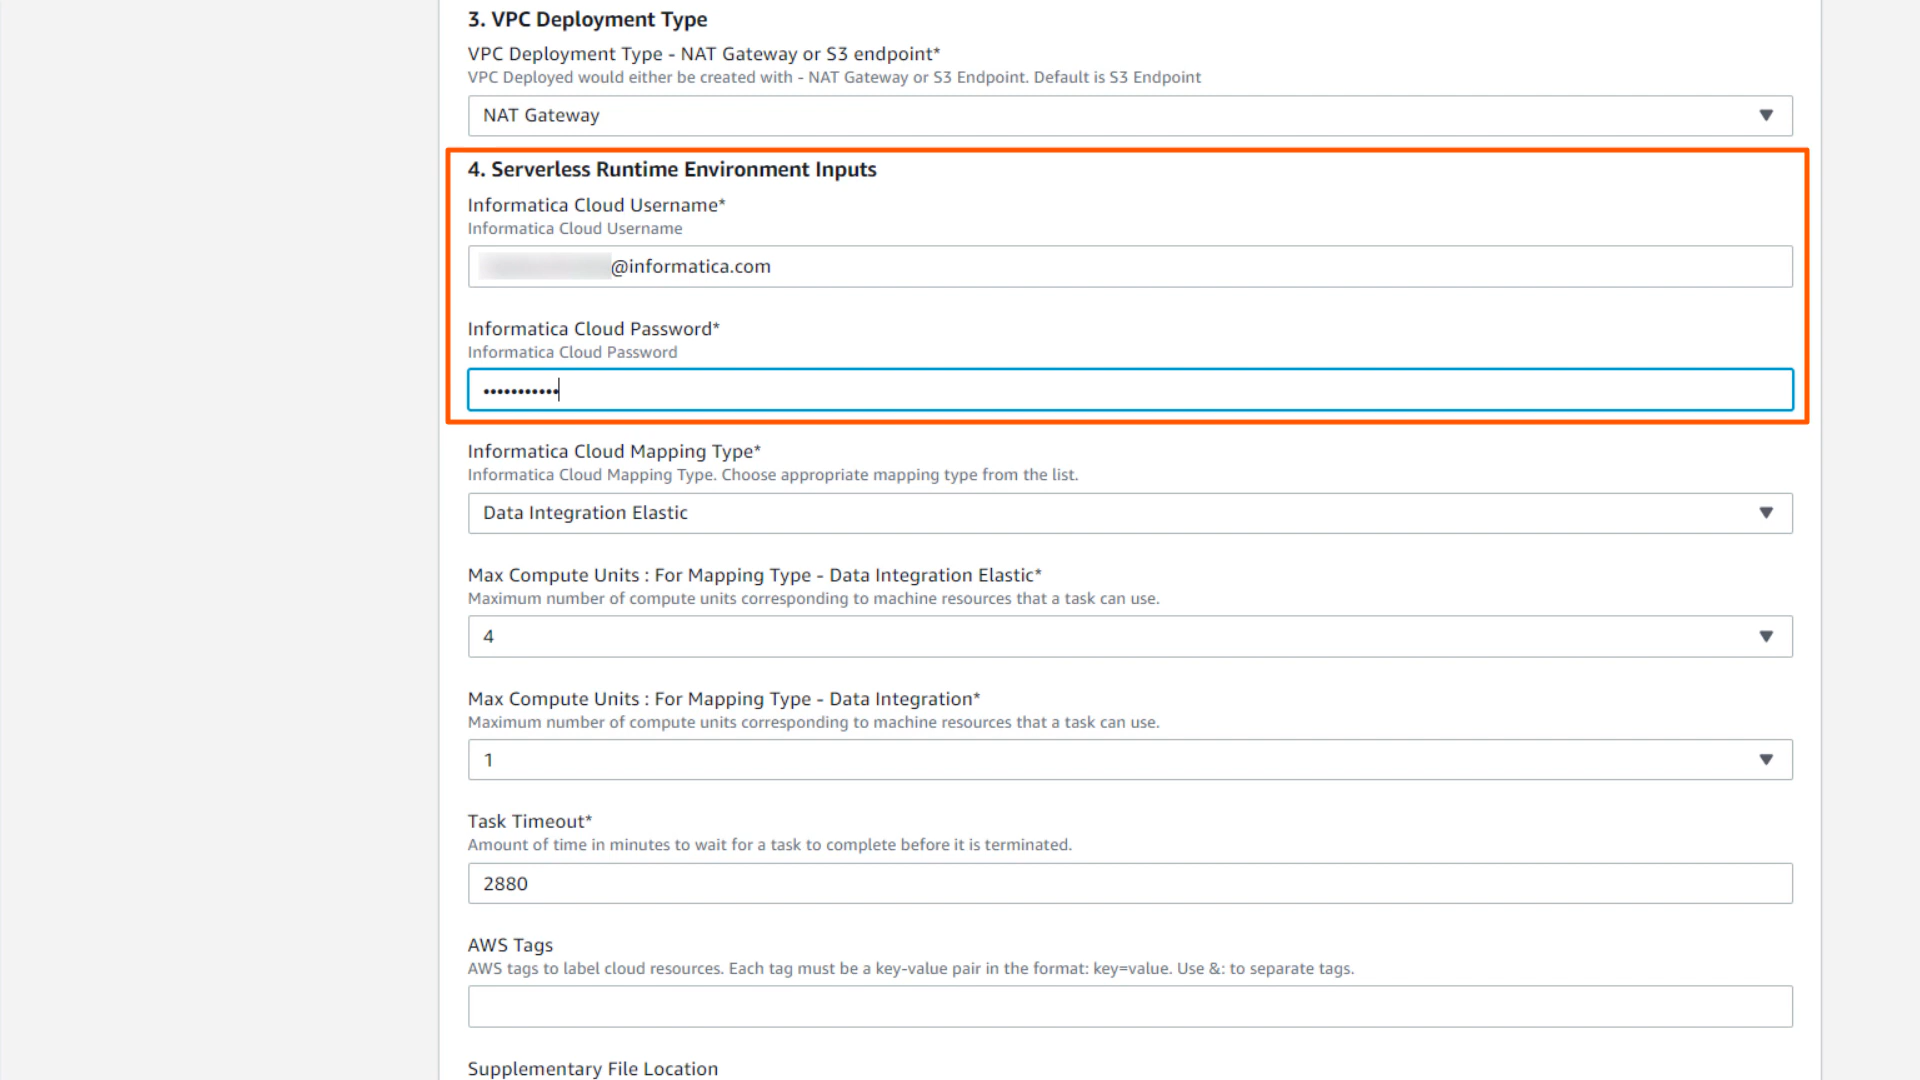 3. VPC Deployment Type
VPC Deployment Type - NAT Gateway or S3 endpoint*
VPC Deployed would either be created with - NAT Gateway or S3 Endpoint. Default is S3 Endpoint
NAT Gateway
4. Serverless Runtime Environment Inputs
Informatica Cloud Username*
Informatica Cloud Username
@informatica.com
Informatica Cloud Password*
Informatica Cloud Password
•••••••••••
Informatica Cloud Mapping Type*
Informatica Cloud Mapping Type. Choose appropriate mapping type from the list.
Data Integration Elastic
Max Compute Units : For Mapping Type - Data Integration Elastic*
Maximum number of compute units corresponding to machine resources that a task can use.
4
Max Compute Units : For Mapping Type - Data Integration*
Maximum number of compute units corresponding to machine resources that a task can use.
1
Task Timeout*
Amount of time in minutes to wait for a task to complete before it is terminated.
2880
AWS Tags
AWS tags to label cloud resources. Each tag must be a key-value pair in the format: key=value. Use &: to separate tags.
Supplementary File Location